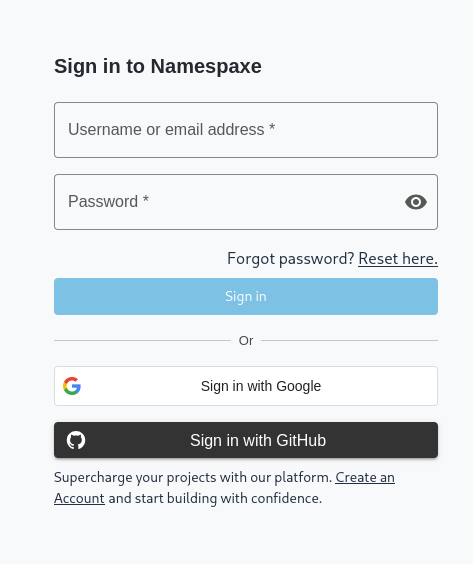 Sign in to Namespaxe
Username or email address *
Password *
Forgot password? Reset here.
Sign in
Or
Sign in with Google
Sign in with GitHub
Supercharge your projects with our platform. Create an
Account and start building with confidence.